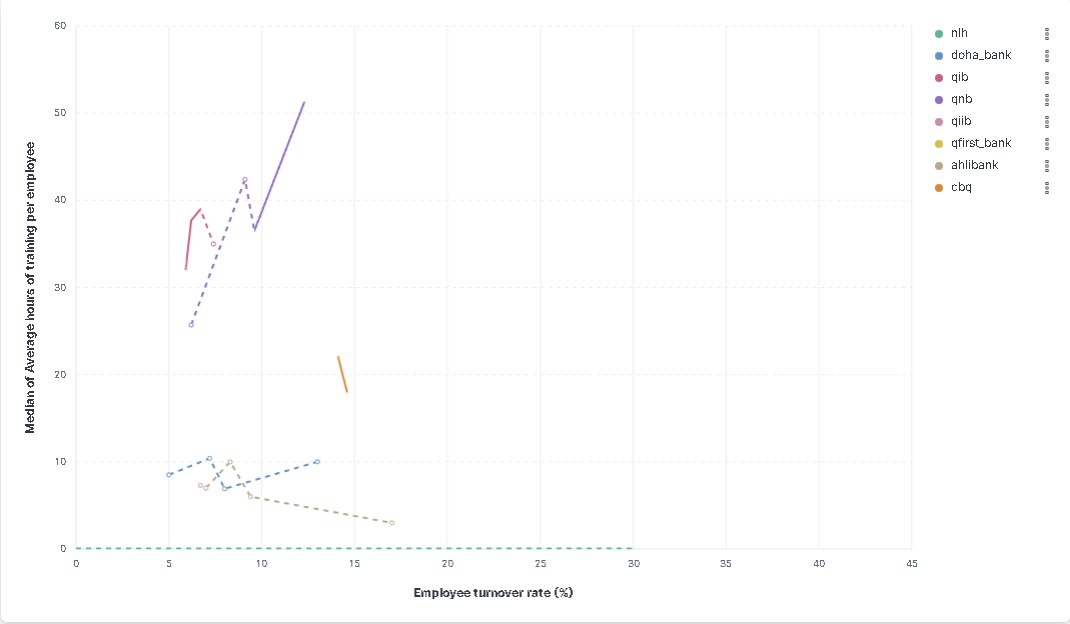 60
50
40
30
20
10
0
0 5 10 15 20 25 30 35 40 45
Median of Average hours of training per employee
Employee turnover rate (%)
nlh
doha_bank
qib
qnb
qiib
qfirst_bank
ahlibank
cbq